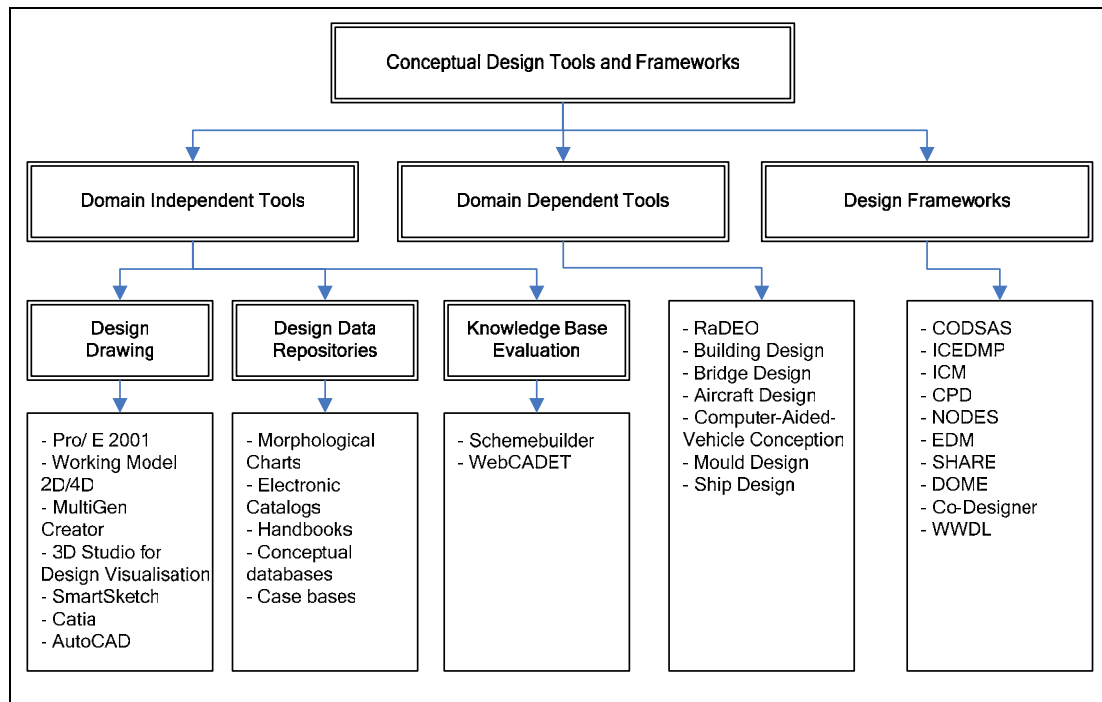 Conceptual Design Tools and Frameworks
Domain Independent Tools
Domain Dependent Tools
Design Frameworks
Design
Drawing
Design Data
Repositories
Knowledge Base
Evaluation
- Pro/ E 2001
- Working Model
2D/4D
- MultiGen
Creator
- 3D Studio for
Design Visualisation
- SmartSketch
- Catia
- AutoCAD
- Morphological
Charts
- Electronic
Catalogs
- Handbooks
- Conceptual
databases
- Case bases
- Schemebuilder
- WebCADET
- RaDEO
- Building Design
- Bridge Design
- Aircraft Design
- Computer-Aided-
Vehicle Conception
- Mould Design
- Ship Design
- CODSAS
- ICEDMP
- ICM
- CPD
- NODES
- EDM
- SHARE
- DOME
- Co-Designer
- WWDL